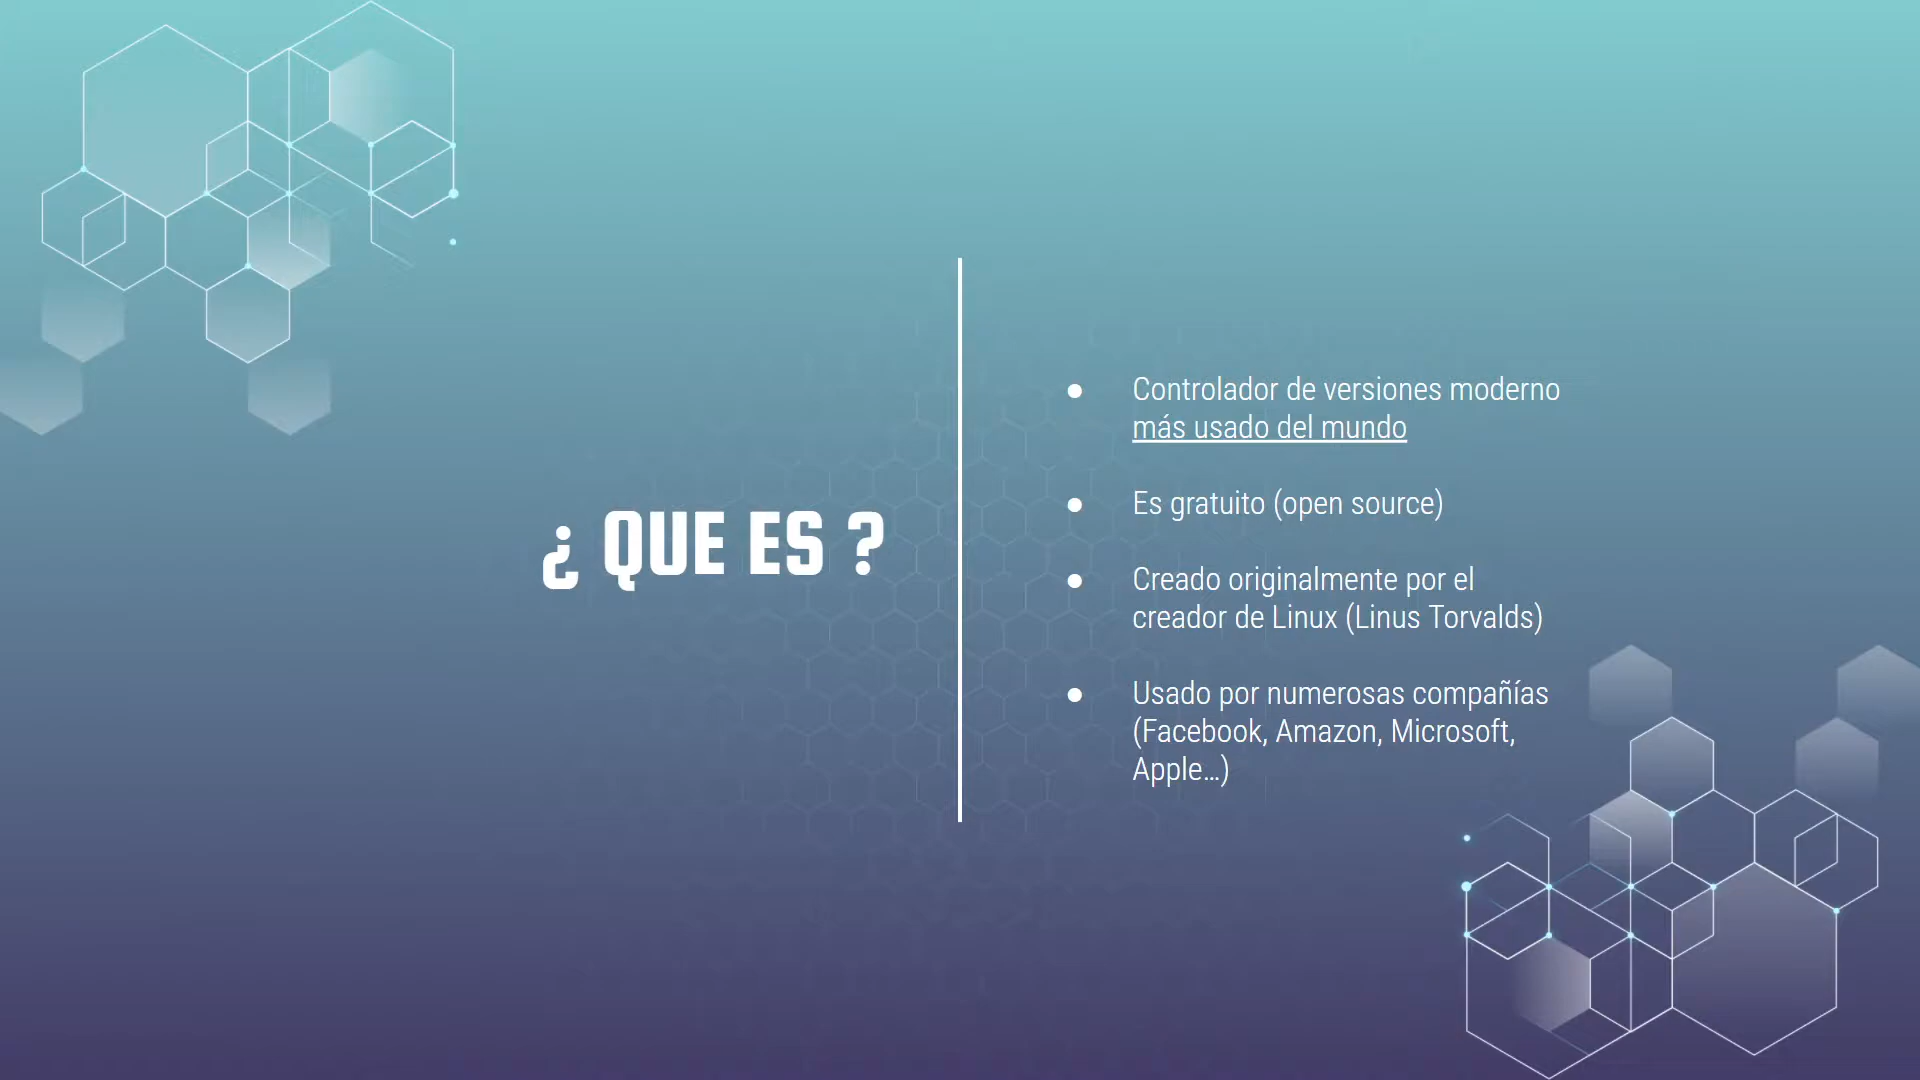 ¿ QUE ES ?
● Controlador de versiones moderno
más usado del mundo
● Es gratuito (open source)
● Creado originalmente por el
creador de Linux (Linus Torvalds)
● Usado por numerosas compañías
(Facebook, Amazon, Microsoft,
Apple...)